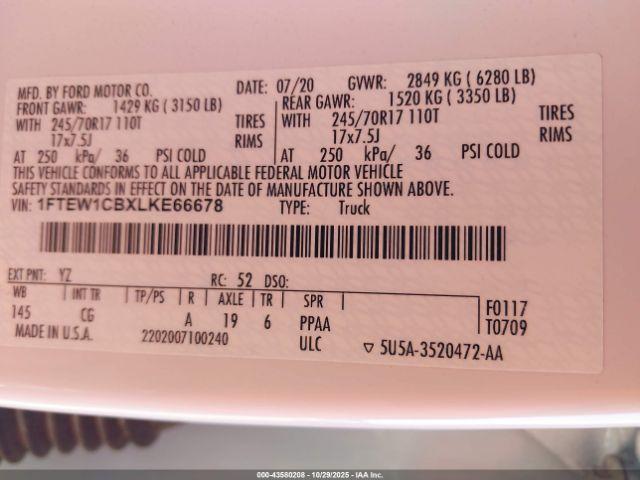 MFD. BY FORD MOTOR CO. DATE: 07/20 GVWR: 2849 KG ( 6280 LB)
FRONT GAWR: 1429 KG ( 3150 LB) REAR GAWR: 1520 KG ( 3350 LB)
WITH 245/70R17 110T TIRES WITH 245/70R17 110T TIRES
17x7.5J RIMS 17x7.5J RIMS
AT 250 kPa/ 36 PSI COLD AT 250 kPa/ 36 PSI COLD
THIS VEHICLE CONFORMS TO ALL APPLICABLE FEDERAL MOTOR VEHICLE
SAFETY STANDARDS IN EFFECT ON THE DATE OF MANUFACTURE SHOWN ABOVE.
VIN: 1FTEW1CBXLKE66678 TYPE: Truck
EXT PNT: YZ RC: 52 DSO:
WB INT TR TP/PS R AXLE TR SPR F0117
145 CG A 19 6 PPAA T0709
MADE IN U.S.A. 2202007100240 ULC ▽ 5U5A-3520472-AA
000-43580208 - 10/29/2025 - IAA Inc.